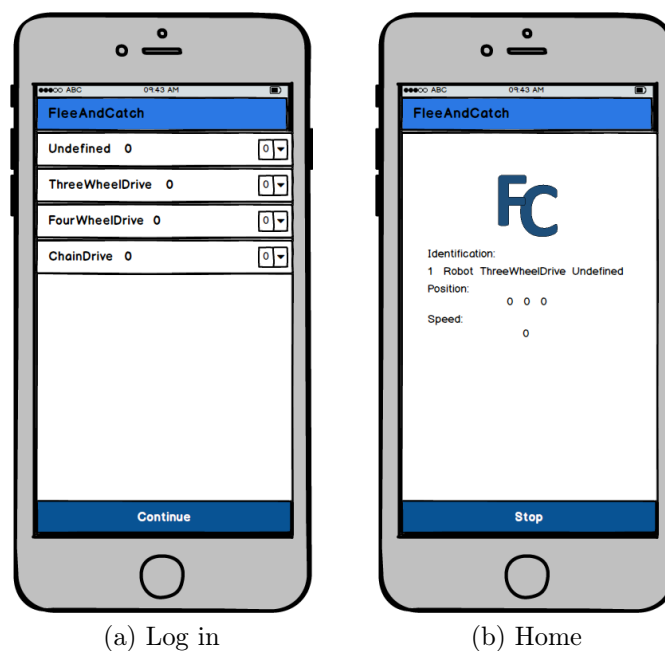 ABC 09:43 AM
FleeAndCatch
Undefined 0 0
ThreeWheelDrive 0 0
FourWheelDrive 0 0
ChainDrive 0 0
Continue
(a) Log in
ABC 09:43 AM
FleeAndCatch
FC
Identification:
1 Robot ThreeWheelDrive Undefined
Position:
0 0 0
Speed:
0
Stop
(b) Home